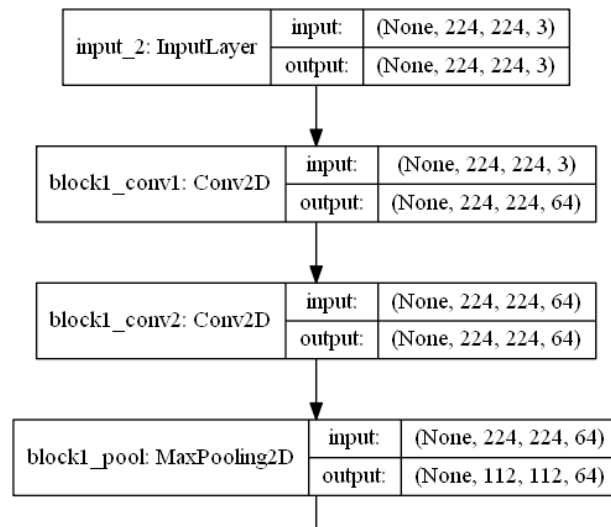 input_2: InputLayer
input: (None, 224, 224, 3)
output: (None, 224, 224, 3)
block1_conv1: Conv2D
input: (None, 224, 224, 3)
output: (None, 224, 224, 64)
block1_conv2: Conv2D
input: (None, 224, 224, 64)
output: (None, 224, 224, 64)
block1_pool: MaxPooling2D
input: (None, 224, 224, 64)
output: (None, 112, 112, 64)